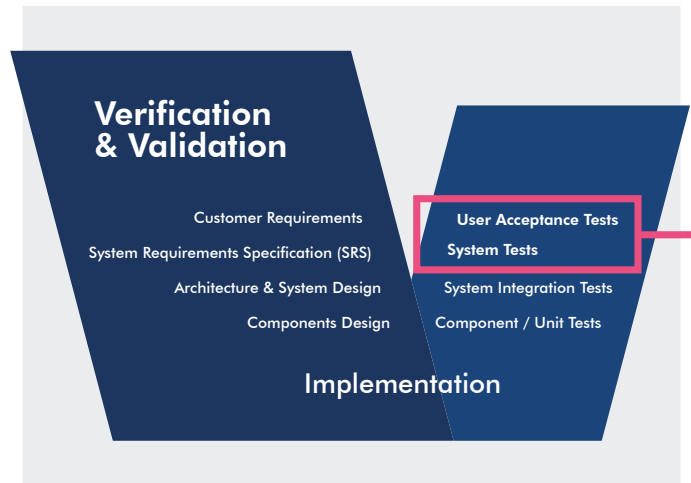 Verification
& Validation
Customer Requirements
User Acceptance Tests
System Requirements Specification (SRS)
System Tests
Architecture & System Design
System Integration Tests
Components Design
Component / Unit Tests
Implementation